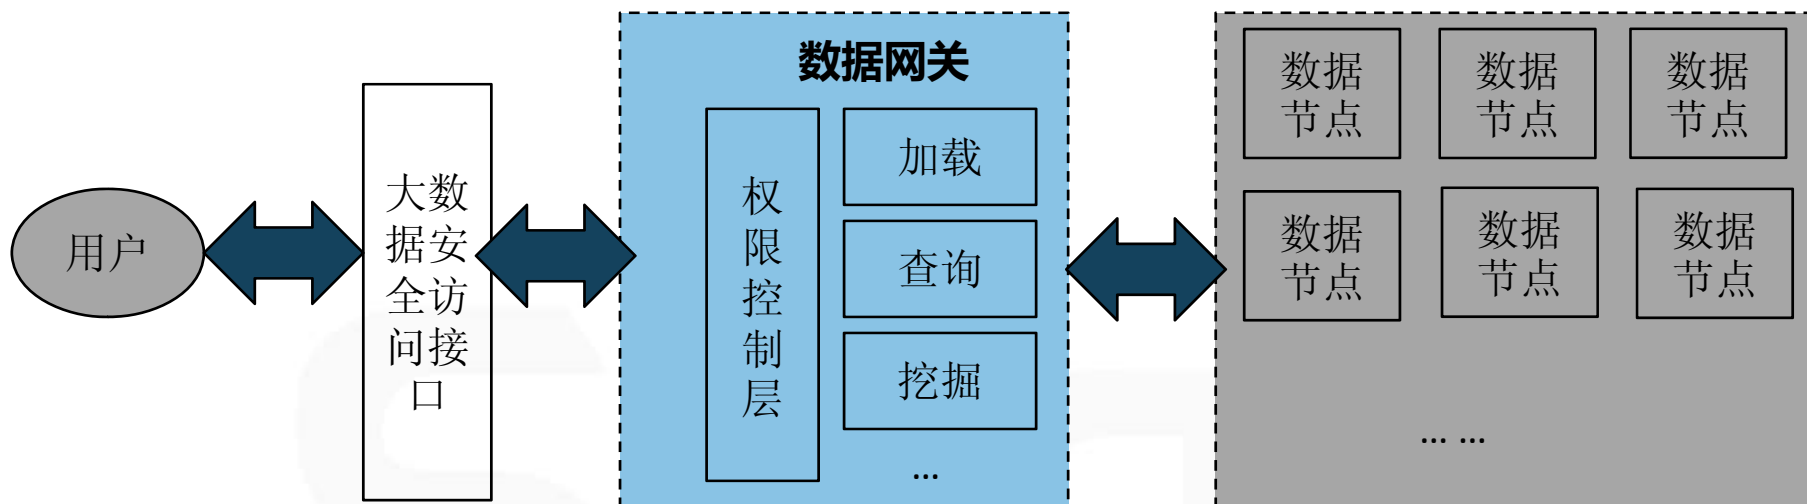 用户
大数
据安
全访
问接
口
数据网关
权
限
控
制
层
加载
查询
挖掘
...
数据
节点
数据
节点
数据
节点
数据
节点
数据
节点
数据
节点
... ...